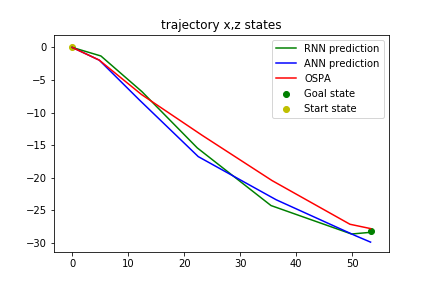 trajectory x,z states
RNN prediction
ANN prediction
OSPA
Goal state
Start state
0
−5
−10
−15
−20
−25
−30
0
10
20
30
40
50